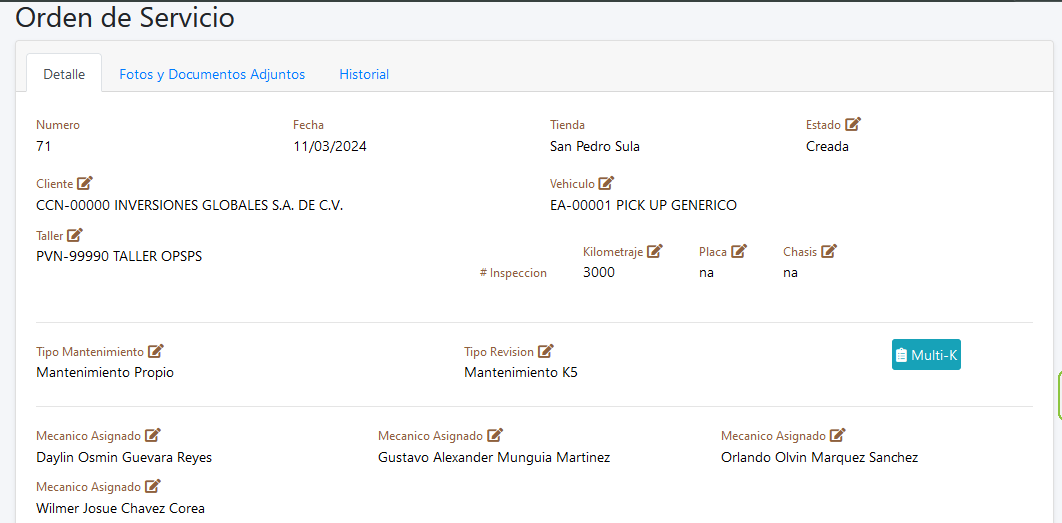 Orden de Servicio
Detalle Fotos y Documentos Adjuntos Historial
Numero Fecha Tienda Estado
71 11/03/2024 San Pedro Sula Creada
Cliente Vehiculo
CCN-00000 INVERSIONES GLOBALES S.A. DE C.V. EA-00001 PICK UP GENERICO
Taller
PVN-99990 TALLER OPSPS
# Inspeccion Kilometraje Placa Chasis
3000 na na
Tipo Mantenimiento Tipo Revision
Mantenimiento Propio Mantenimiento K5
Multi-K
Mecanico Asignado Mecanico Asignado Mecanico Asignado
Daylin Osmin Guevara Reyes Gustavo Alexander Munguia Martinez Orlando Olvin Marquez Sanchez
Mecanico Asignado
Wilmer Josue Chavez Corea